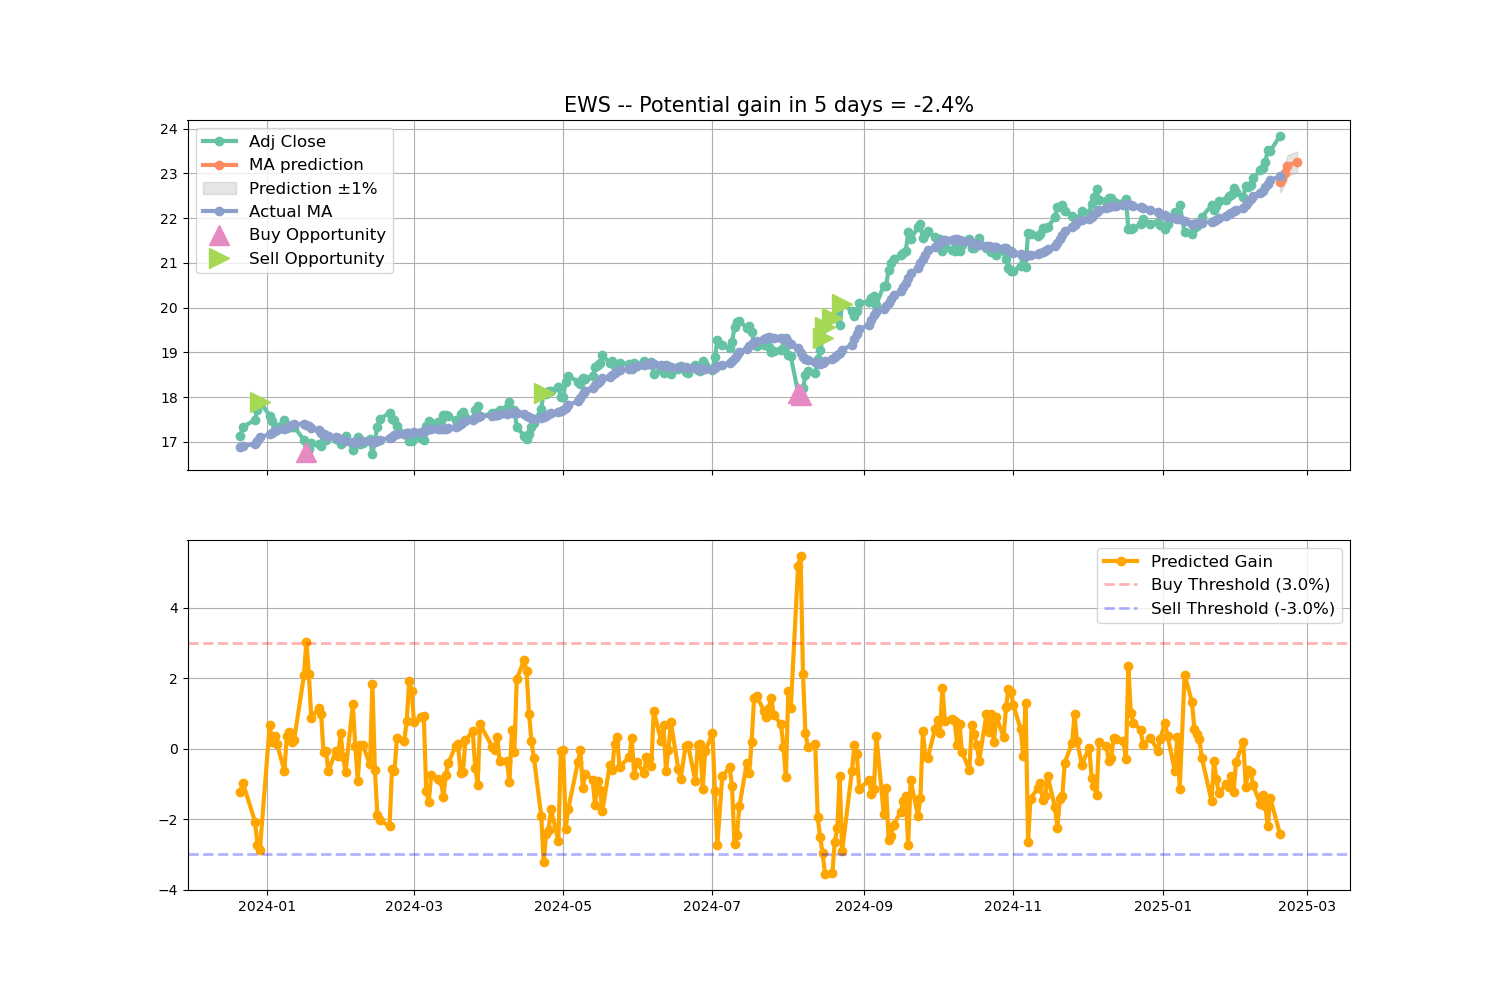 EWS -- Potential gain in 5 days = -2.4%
24
23
22
21
20
19
18
17
Adj Close
MA prediction
Prediction ±1%
Actual MA
Buy Opportunity
Sell Opportunity
4
2
0
−2
−4
Predicted Gain
Buy Threshold (3.0%)
Sell Threshold (-3.0%)
2024-01
2024-03
2024-05
2024-07
2024-09
2024-11
2025-01
2025-03